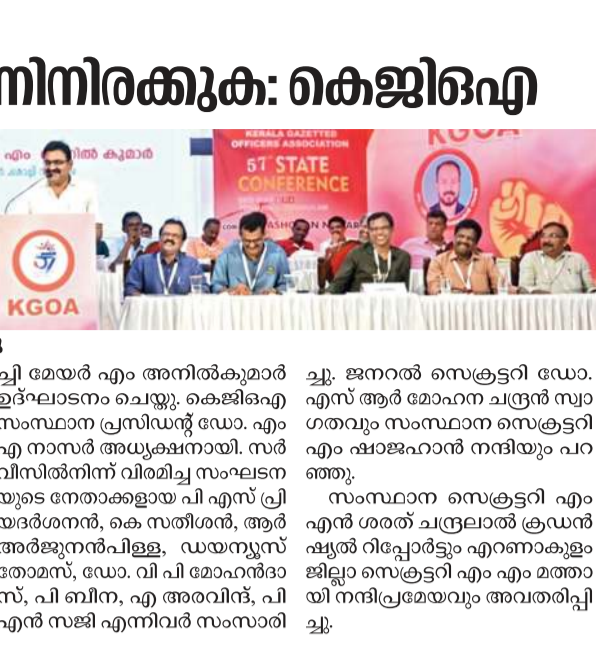 നിനിരക്കുക: കെജിഒഎ
എം അനിൽ കുമാർ
KERALA GAZETTED
OFFICERS' ASSOCIATION
57th STATE
CONFERENCE
KGOA
57
KGOA
ച്ചി മേയർ എം അനിൽകുമാർ
ഉദ്ഘാടനം ചെയ്തു. കെജിഒഎ
സംസ്ഥാന പ്രസിഡന്റ് ഡോ. എം
എ നാസർ അധ്യക്ഷനായി. സർ
വീസിൽനിന്ന് വിരമിച്ച സംഘടന
യുടെ നേതാക്കളായ പി എസ് പ്രി
യദർശനൻ, കെ സതീശൻ, ആർ
അർജുനൻപിള്ള, ഡയന്യൂസ്
തോമസ്, ഡോ. വി പി മോഹൻദാ
സ്, പി ബീന, എ അരവിന്ദ്, പി
എൻ സജി എന്നിവർ സംസാരി
ച്ചു. ജനറൽ സെക്രട്ടറി ഡോ.
എസ് ആർ മോഹന ചന്ദ്രൻ സ്വാ
ഗതവും സംസ്ഥാന സെക്രട്ടറി
എം ഷാജഹാൻ നന്ദിയും പറ
ഞ്ഞു.
സംസ്ഥാന സെക്രട്ടറി എം
എൻ ശരത് ചന്ദ്രലാൽ ക്രഡൻ
ഷ്യൽ റിപ്പോർട്ടും എറണാകുളം
ജില്ലാ സെക്രട്ടറി എം എം മത്താ
യി നന്ദിപ്രമേയവും അവതരിപ്പി
ച്ചു.